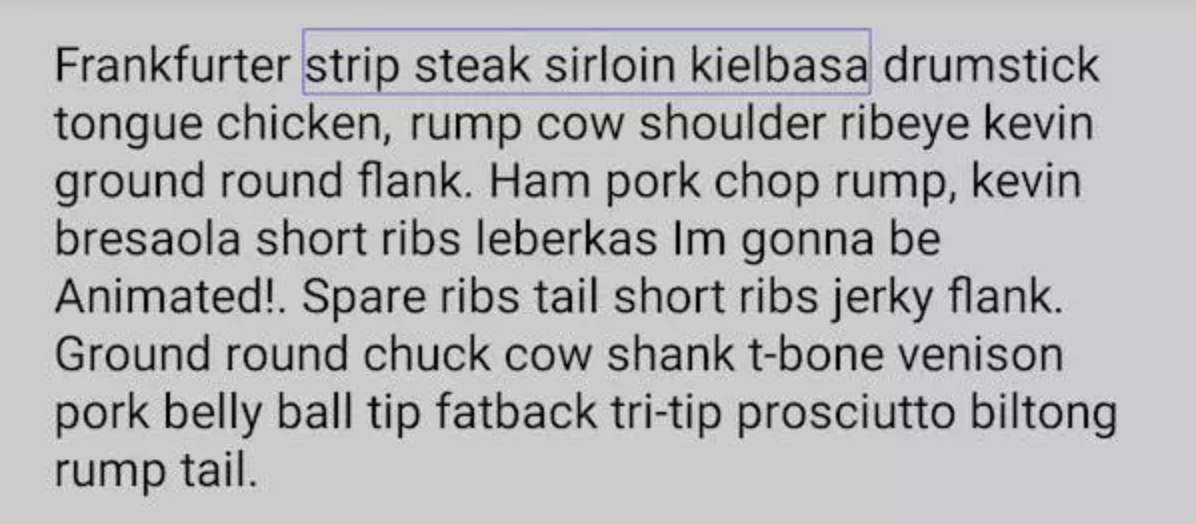 Frankfurter strip steak sirloin kielbasa drumstick
tongue chicken, rump cow shoulder ribeye kevin
ground round flank. Ham pork chop rump, kevin
bresaola short ribs leberkas Im gonna be
Animated!. Spare ribs tail short ribs jerky flank.
Ground round chuck cow shank t-bone venison
pork belly ball tip fatback tri-tip prosciutto biltong
rump tail.